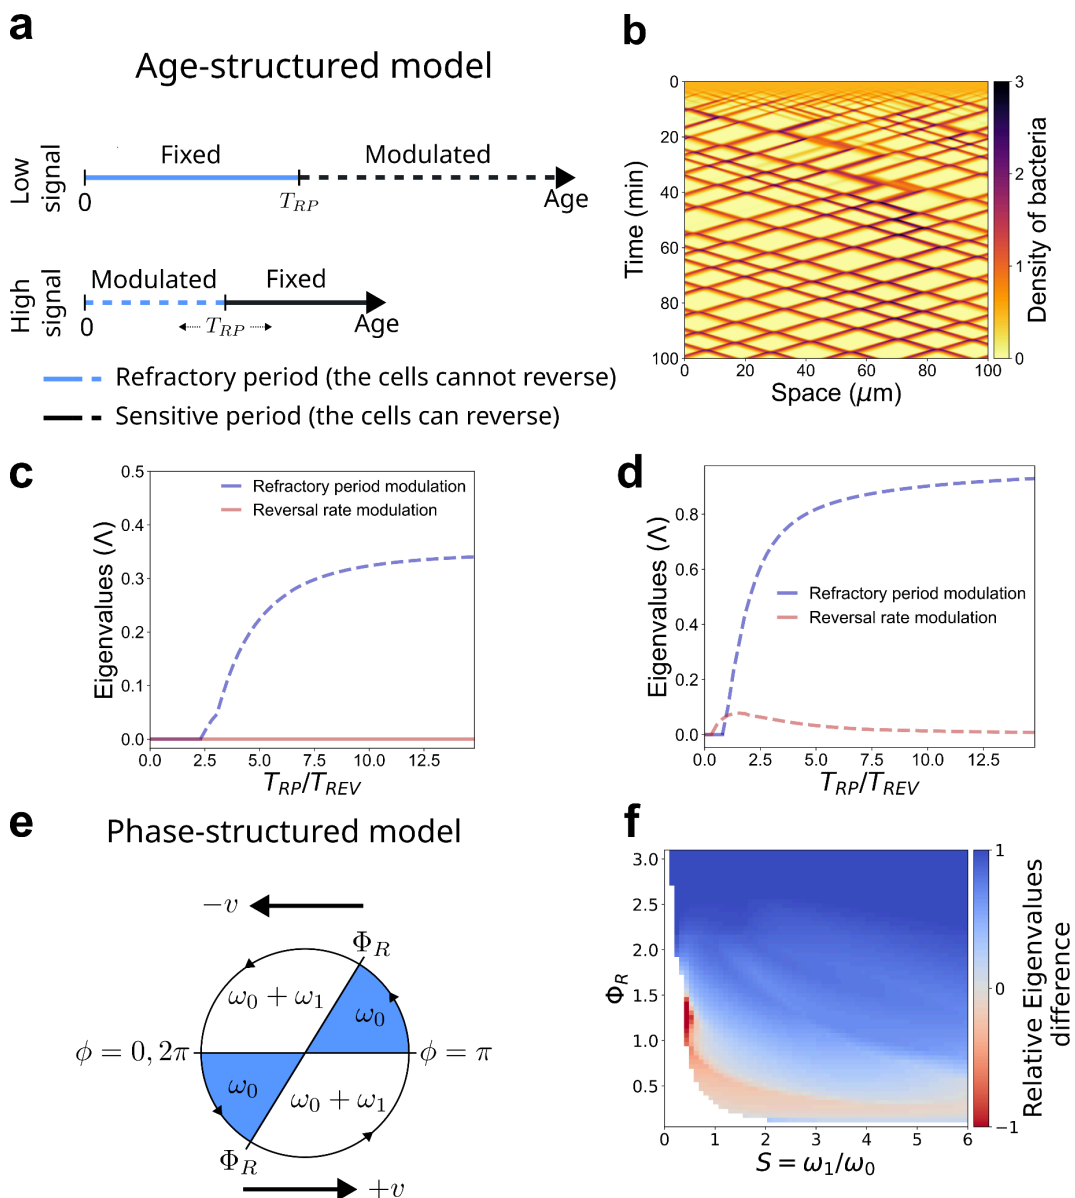 a
Age-structured model
Low
signal
Fixed
Modulated
0
T_RP
Age
High
signal
Modulated
Fixed
0
T_RP
Age
Refractory period (the cells cannot reverse)
Sensitive period (the cells can reverse)
b
0
20
40
60
80
100
Time (min)
0
20
40
60
80
100
Space (μm)
3
2
1
0
Density of bacteria
c
0.5
0.4
0.3
0.2
0.1
0.0
Eigenvalues (Λ)
Refractory period modulation
Reversal rate modulation
0.0
2.5
5.0
7.5
10.0
12.5
T_RP/T_REV
d
0.8
0.6
0.4
0.2
0.0
Eigenvalues (Λ)
Refractory period modulation
Reversal rate modulation
0.0
2.5
5.0
7.5
10.0
12.5
T_RP/T_REV
e
Phase-structured model
−v
Φ_R
ω₀ + ω₁
ω₀
ϕ = 0, 2π
ϕ = π
ω₀
ω₀ + ω₁
Φ_R
+v
f
3.0
2.5
2.0
1.5
1.0
0.5
Φ_R
0
1
2
3
4
5
6
S = ω₁/ω₀
1
0
−1
Relative Eigenvalues
difference